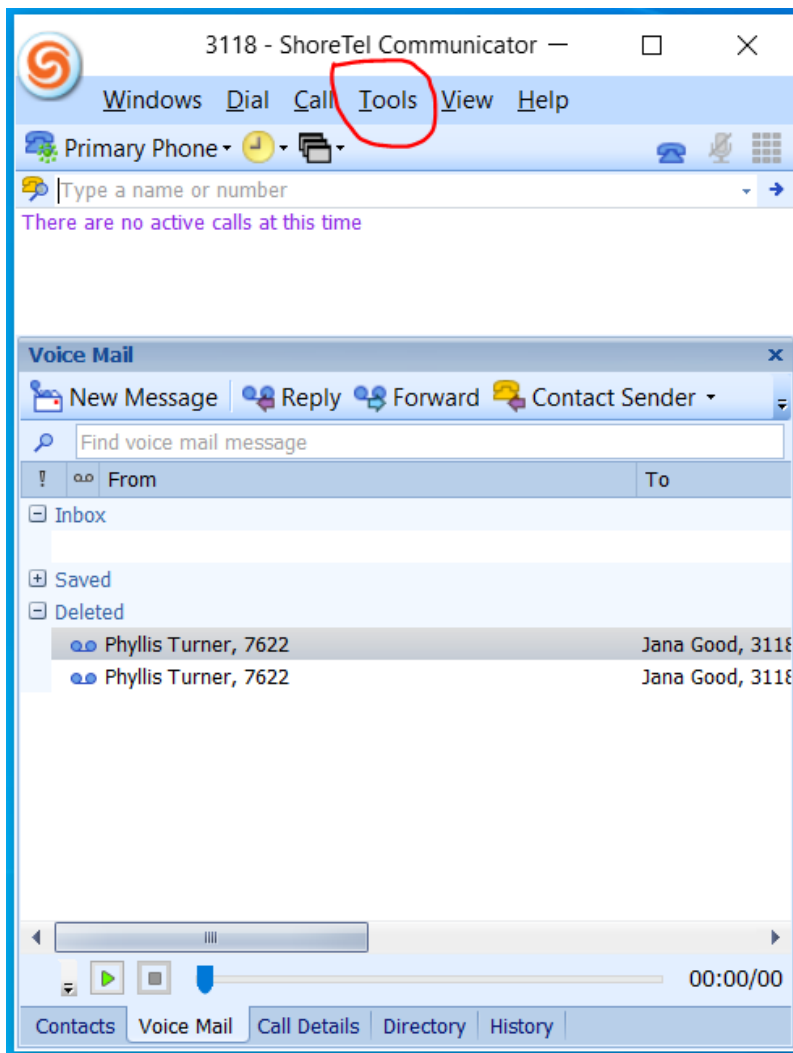 3118 - ShoreTel Communicator
Windows Dial Call Tools View Help
Primary Phone
Type a name or number
There are no active calls at this time
Voice Mail
New Message Reply Forward Contact Sender
Find voice mail message
From To
Inbox
Saved
Deleted
Phyllis Turner, 7622 Jana Good, 3118
Phyllis Turner, 7622 Jana Good, 3118
00:00/00
Contacts Voice Mail Call Details Directory History